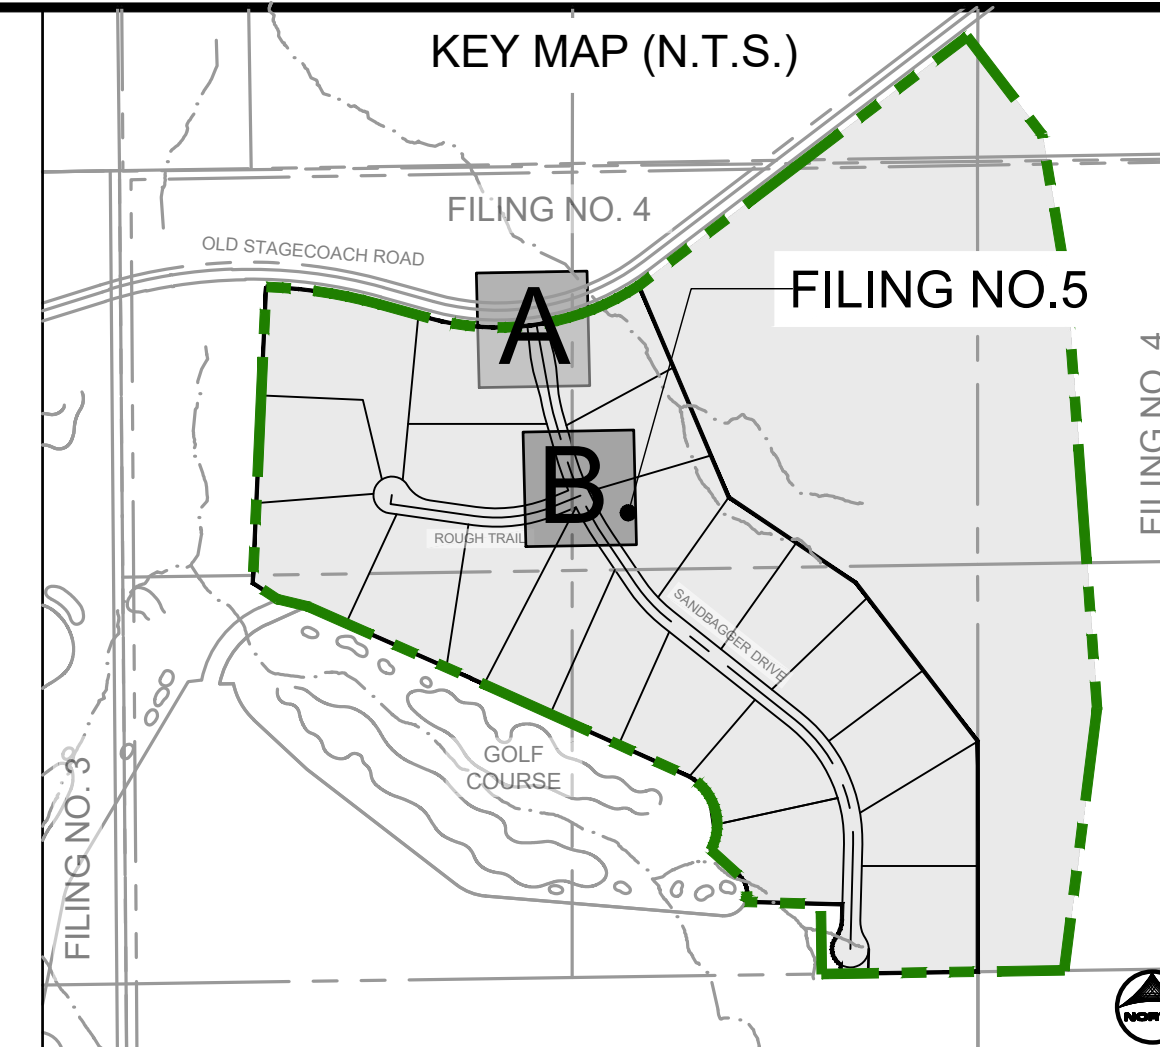 KEY MAP (N.T.S.)
FILING NO. 4
OLD STAGECOACH ROAD
FILING NO.5
A
FILING NO. 4
B
ROUGH TRAIL
SANDBAGGER DRIVE
GOLF
COURSE
FILING NO. 3